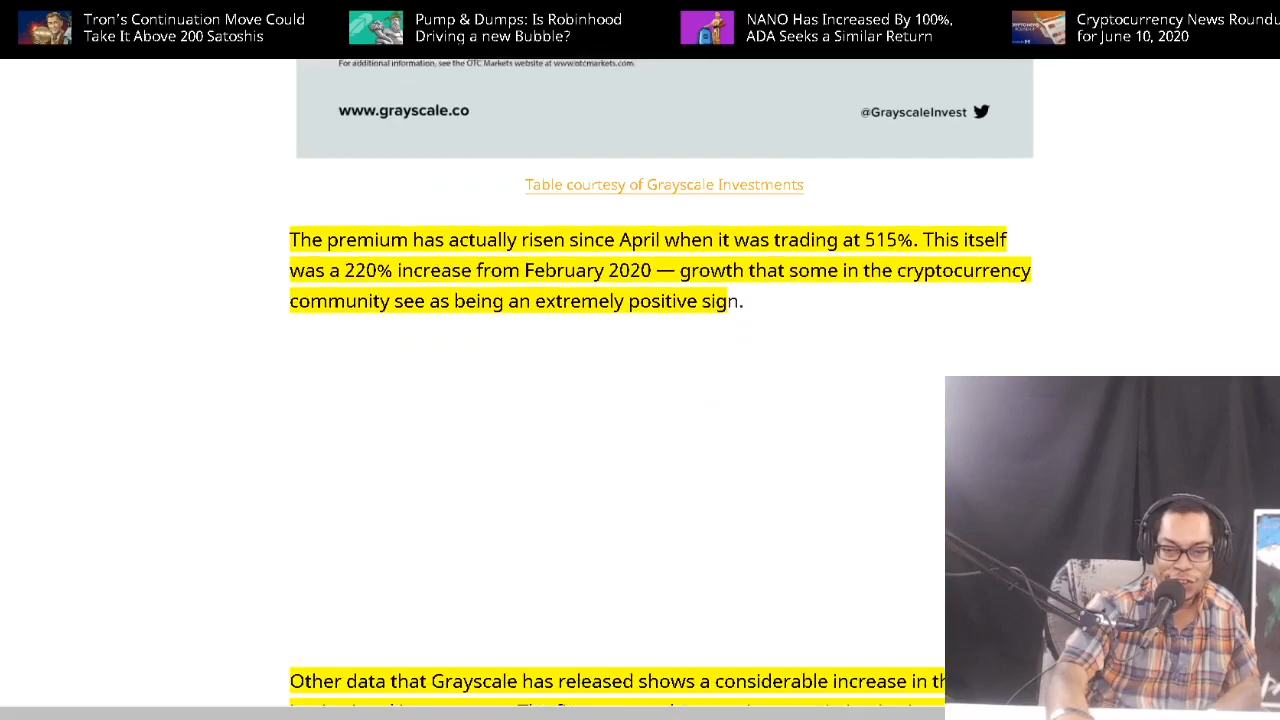 Tron's Continuation Move Could
Take It Above 200 Satoshis
Pump & Dumps: Is Robinhood
Driving a new Bubble?
NANO Has Increased By 100%,
ADA Seeks a Similar Return
Cryptocurrency News Roundu
for June 10, 2020
For additional information, see the OTC Markets website at www.otcmarkets.com.
www.grayscale.co
@GrayscaleInvest
Table courtesy of Grayscale Investments
The premium has actually risen since April when it was trading at 515%. This itself
was a 220% increase from February 2020 — growth that some in the cryptocurrency
community see as being an extremely positive sign.
Other data that Grayscale has released shows a considerable increase in th